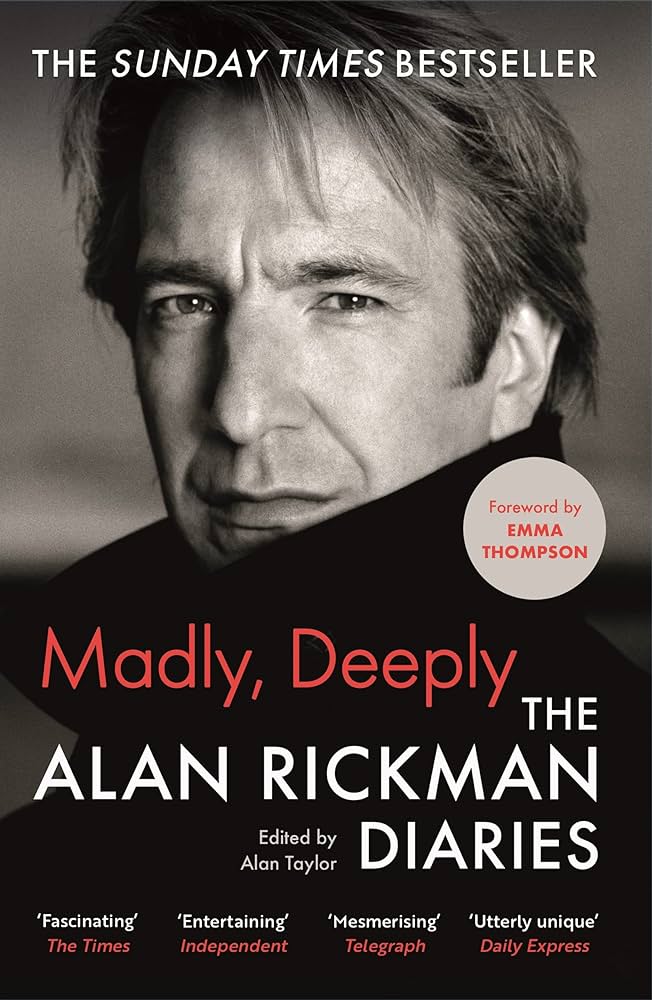 THE SUNDAY TIMES BESTSELLER
Foreword by
EMMA
THOMPSON
Madly, Deeply
THE
ALAN RICKMAN
Edited by
Alan Taylor
DIARIES
‘Fascinating’
The Times
‘Entertaining’
Independent
‘Mesmerising’
Telegraph
‘Utterly unique’
Daily Express